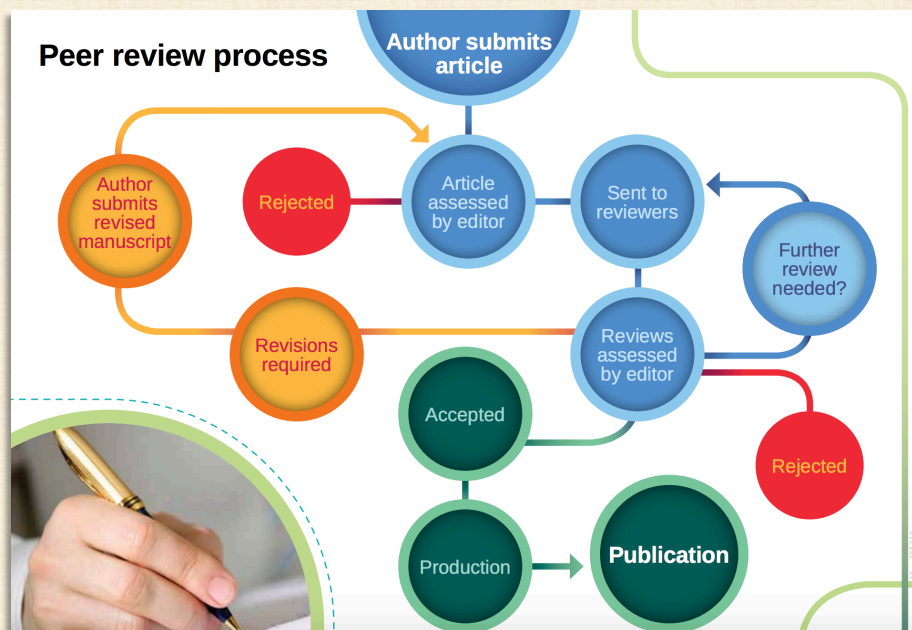 Peer review process
Author submits
article
Author
submits
revised
manuscript
Rejected
Article
assessed
by editor
Sent to
reviewers
Further
review
needed?
Revisions
required
Reviews
assessed
by editor
Accepted
Rejected
Production
Publication